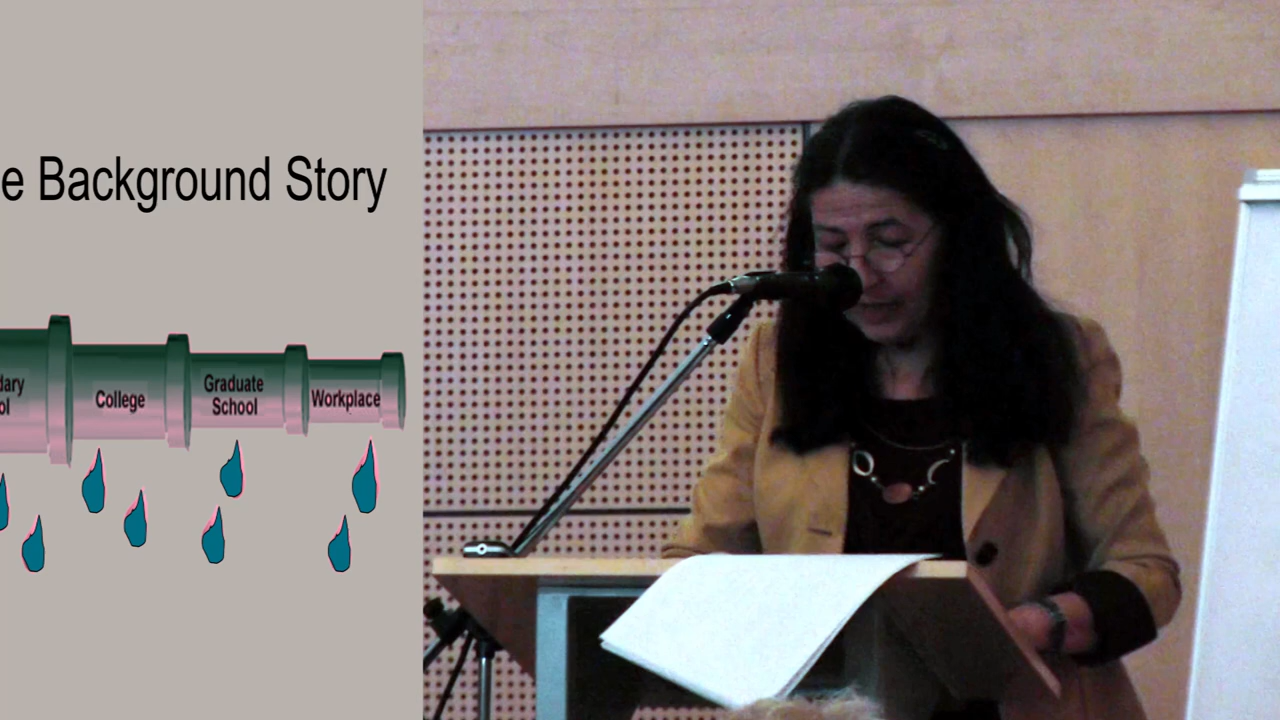 e Background Story
dary
ol
College
Graduate
School
Workplace